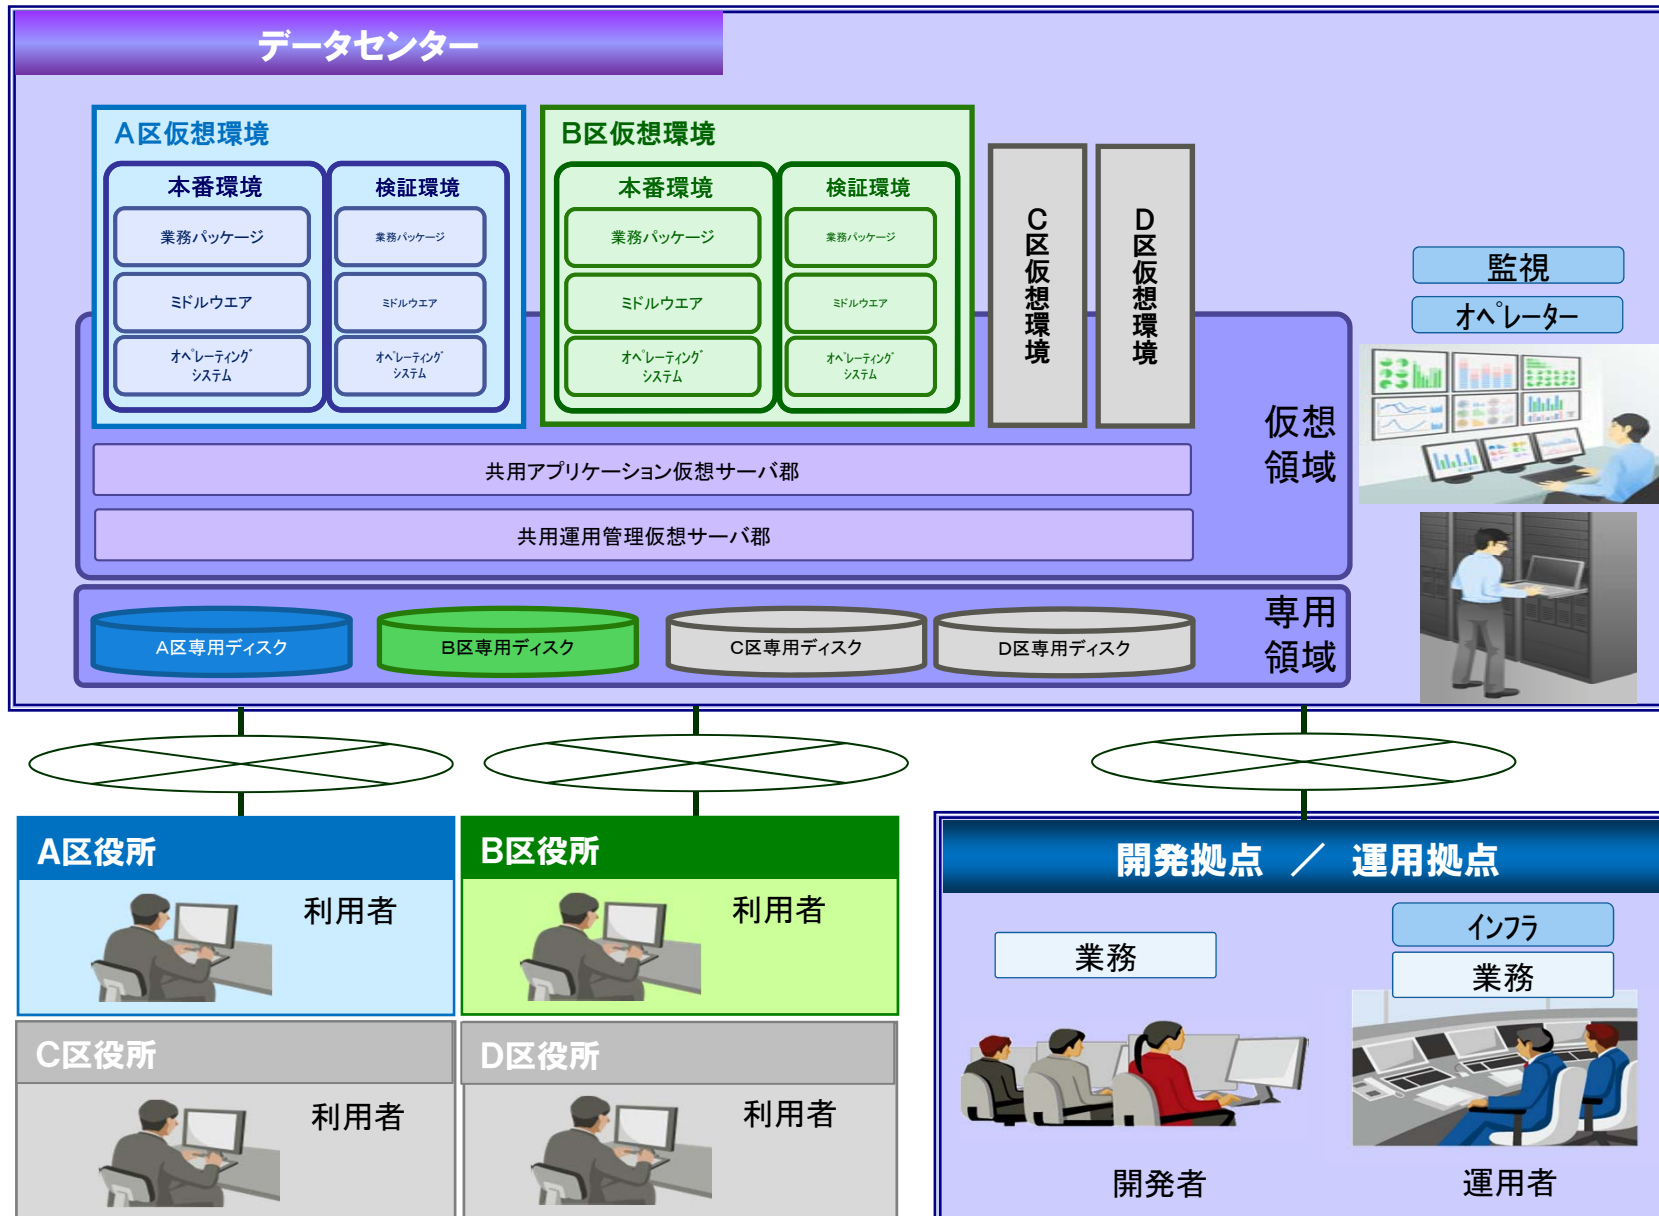 データセンター
A区仮想環境
本番環境
検証環境
業務パッケージ
業務パッケージ
ミドルウエア
ミドルウエア
オペレーティング
システム
オペレーティング
システム
B区仮想環境
本番環境
検証環境
業務パッケージ
業務パッケージ
ミドルウエア
ミドルウエア
オペレーティング
システム
オペレーティング
システム
C区仮想環境
D区仮想環境
監視
オペレーター
仮想
領域
共用アプリケーション仮想サーバ郡
共用運用管理仮想サーバ郡
専用
領域
A区専用ディスク
B区専用ディスク
C区専用ディスク
D区専用ディスク
A区役所
利用者
B区役所
利用者
C区役所
利用者
D区役所
利用者
開発拠点 ／ 運用拠点
業務
インフラ
業務
開発者
運用者